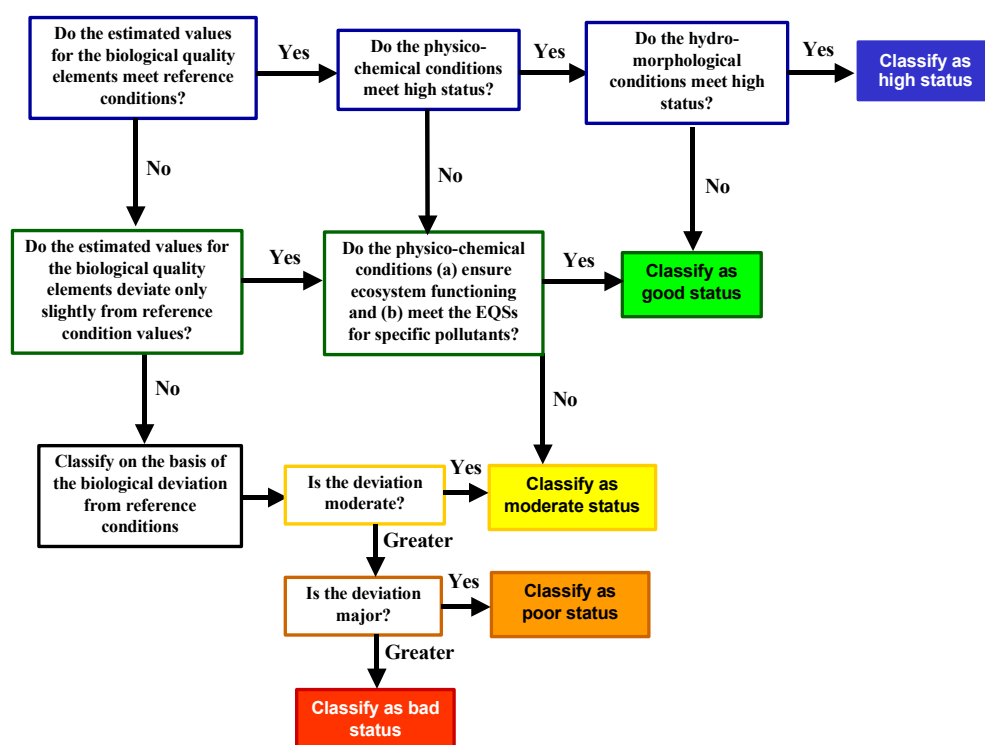 Do the estimated values
for the biological quality
elements meet reference
conditions?
Yes
Do the physico-
chemical conditions
meet high status?
Yes
Do the hydro-
morphological
conditions meet high
status?
Yes
Classify as
high status
No
No
No
Do the estimated values for
the biological quality
elements deviate only
slightly from reference
condition values?
Yes
Do the physico-chemical
conditions (a) ensure
ecosystem functioning
and (b) meet the EQSs
for specific pollutants?
Yes
Classify as
good status
No
No
Classify on the basis of
the biological deviation
from reference
conditions
Is the deviation
moderate?
Yes
Classify as
moderate status
Greater
Is the deviation
major?
Yes
Classify as
poor status
Greater
Classify as bad
status